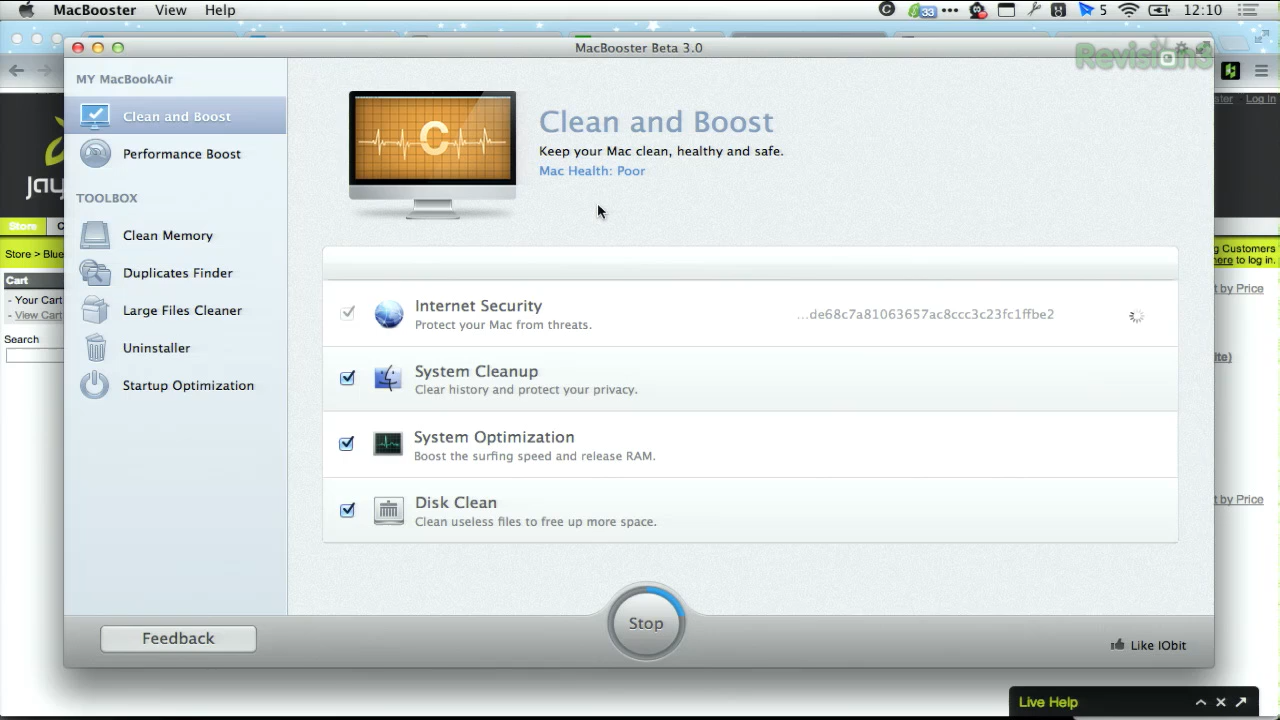 MacBooster View Help
33 5 12:10
MacBooster Beta 3.0
Revision3
MY MacBookAir
Clean and Boost
Performance Boost
TOOLBOX
Clean Memory
Duplicates Finder
Large Files Cleaner
Uninstaller
Startup Optimization
C
Clean and Boost
Keep your Mac clean, healthy and safe.
Mac Health: Poor
Internet Security
Protect your Mac from threats.
...de68c7a81063657ac8ccc3c23fc1ffbe2
System Cleanup
Clear history and protect your privacy.
System Optimization
Boost the surfing speed and release RAM.
Disk Clean
Clean useless files to free up more space.
Stop
Feedback
Like IObit
Store
Store > Blue
Cart
- Your Cart
- View Cart
Search
Log In
g Customers
here to log in.
t by Price
t by Price
Live Help